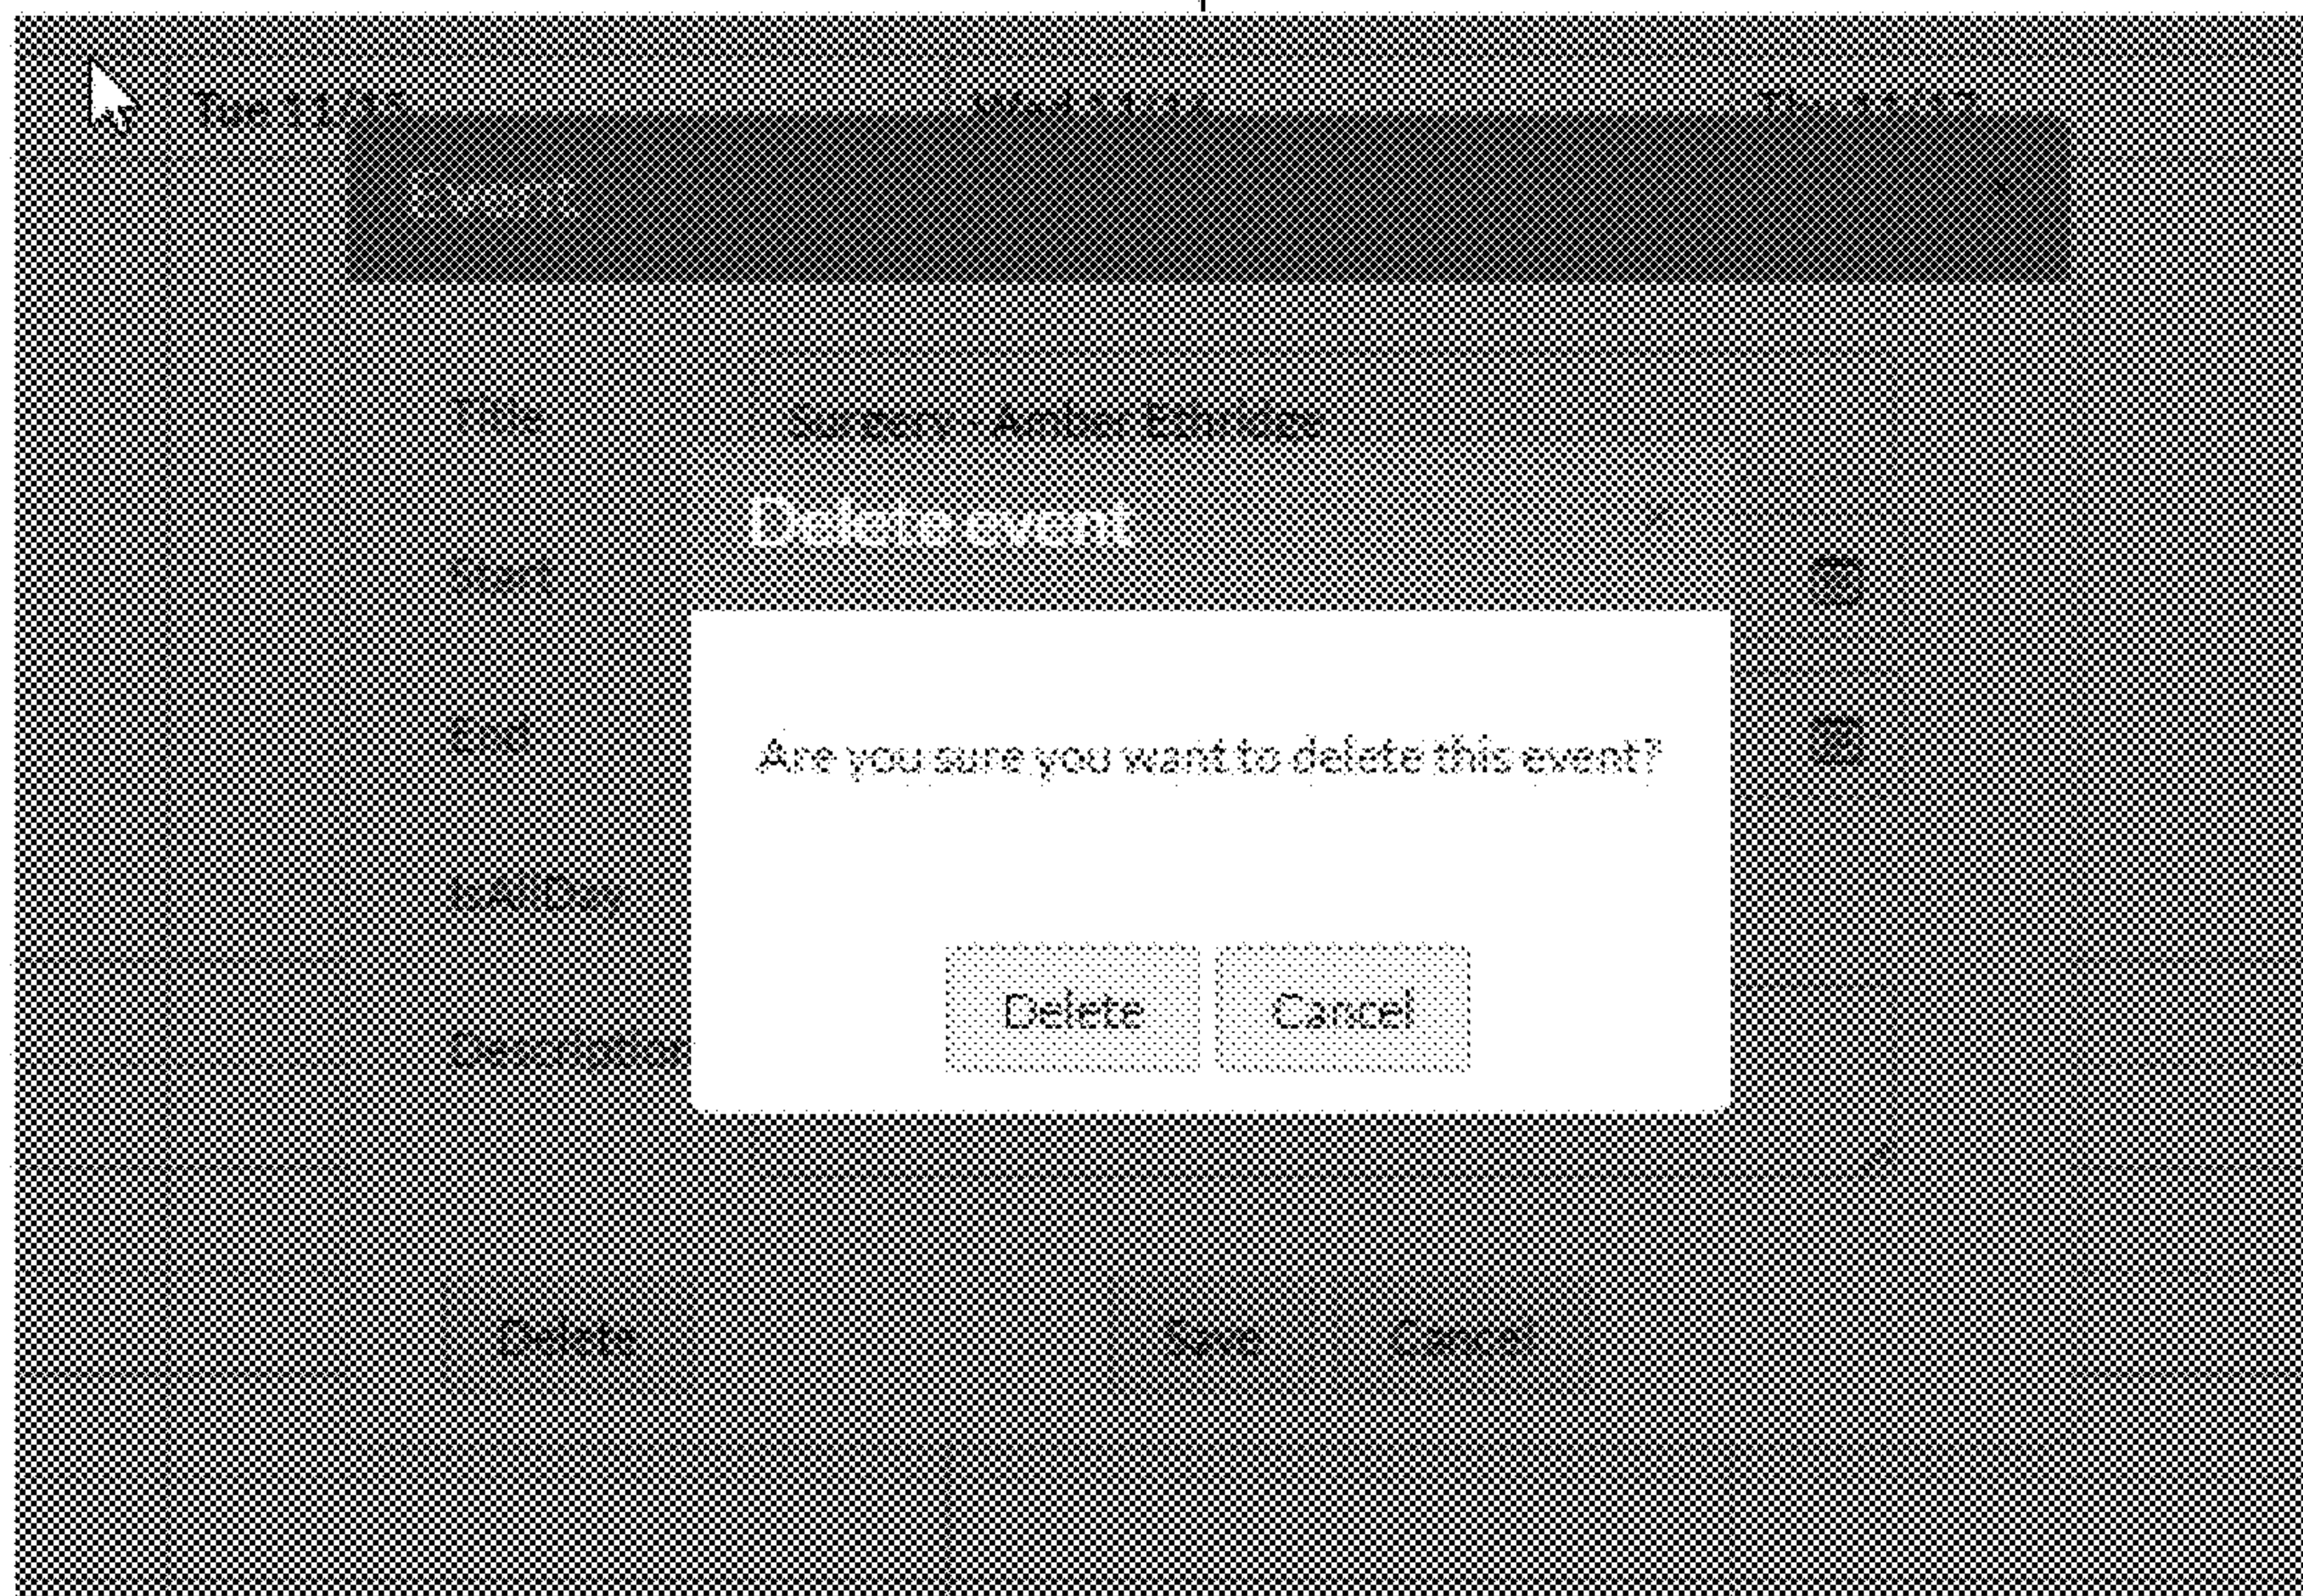 Tue 11/15
Wed 11/16
Thu 11/17
Event
Title
Surgery - Amber Ethridge
Delete event
Start
End
Are you sure you want to delete this event?
IsAllDay
Delete Cancel
Description
Delete Save Cancel